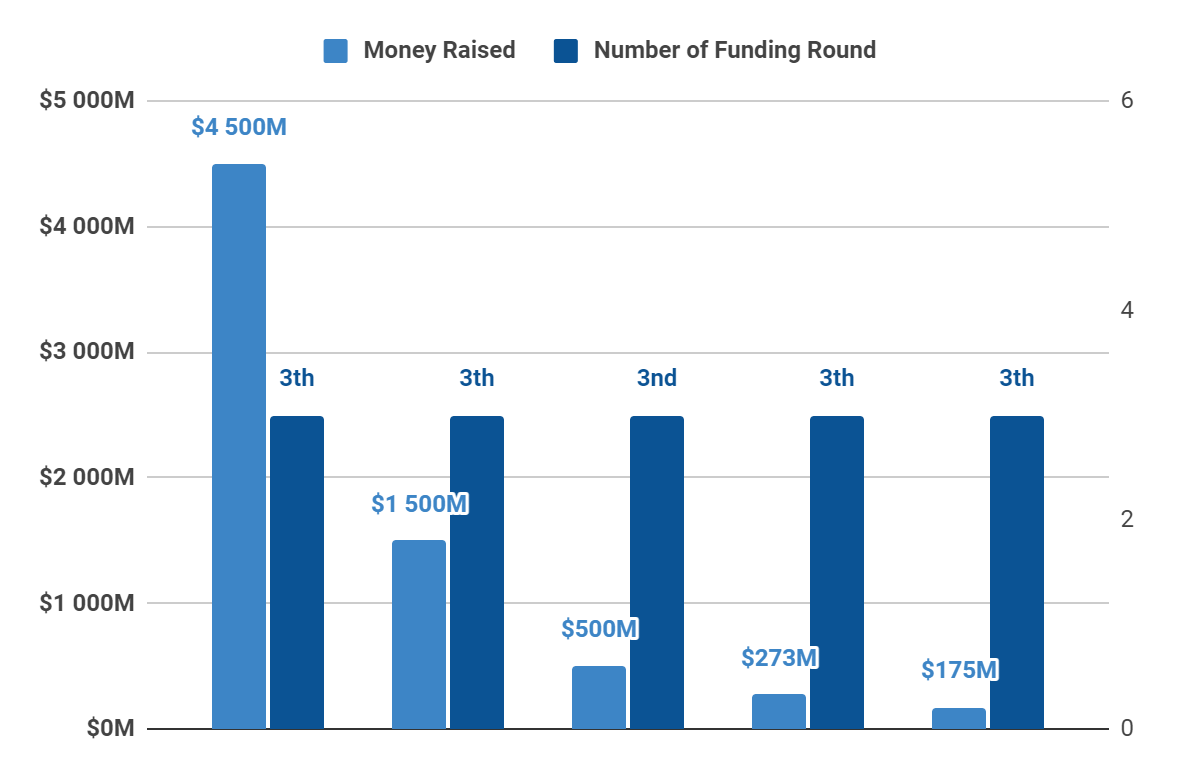 Money Raised Number of Funding Round
$5 000M 6
$4 500M
$4 000M
4
$3 000M
3th 3th 3nd 3th 3th
$2 000M
$1 500M
2
$1 000M
$500M
$273M
$175M
$0M 0